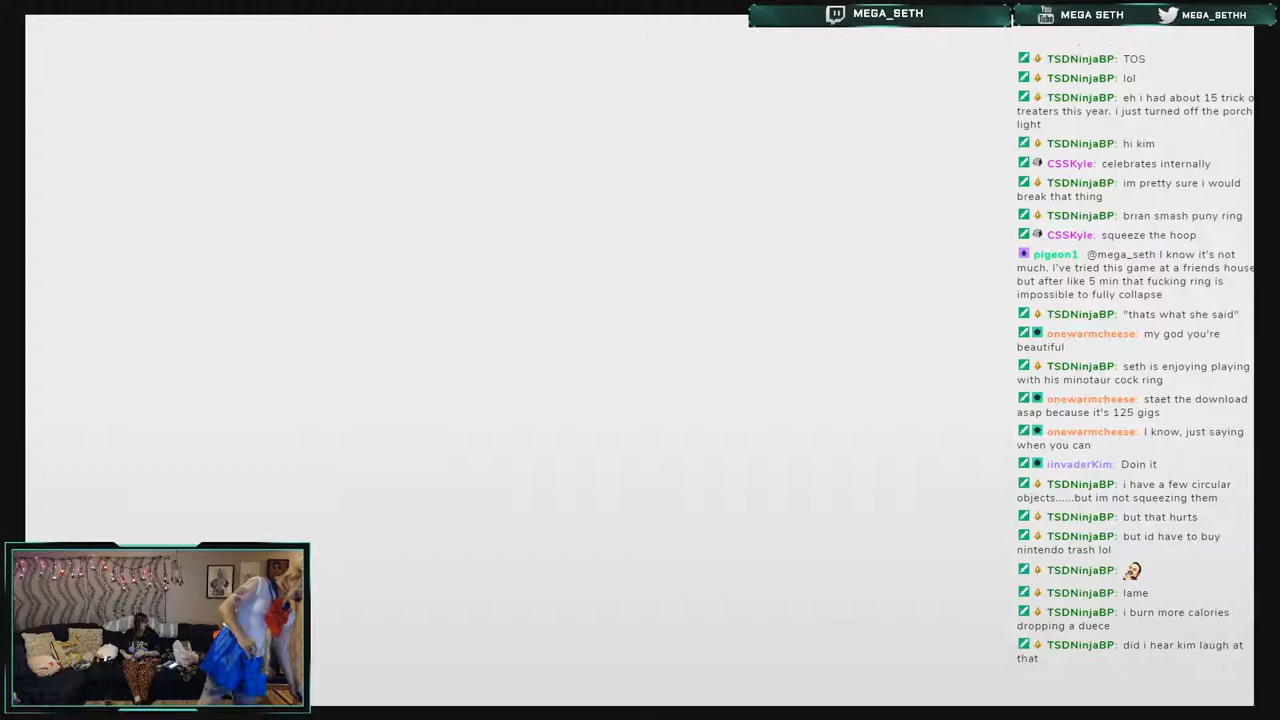 MEGA_SETH
You Tube MEGA SETH
MEGA_SETHH
TSDNinjaBP: TOS
TSDNinjaBP: lol
TSDNinjaBP: eh i had about 15 trick o
treaters this year. i just turned off the porch
light
TSDNinjaBP: hi kim
CSSKyle: celebrates internally
TSDNinjaBP: im pretty sure i would
break that thing
TSDNinjaBP: brian smash puny ring
CSSKyle: squeeze the hoop
pigeon1: @mega_seth I know it's not
much. I've tried this game at a friends house
but after like 5 min that fucking ring is
impossible to fully collapse
TSDNinjaBP: "thats what she said"
onewarmcheese: my god you're
beautiful
TSDNinjaBP: seth is enjoying playing
with his minotaur cock ring
onewarmcheese: staet the download
asap because it's 125 gigs
onewarmcheese: I know, just saying
when you can
iinvaderKim: Doin it
TSDNinjaBP: i have a few circular
objects......but im not squeezing them
TSDNinjaBP: but that hurts
TSDNinjaBP: but id have to buy
nintendo trash lol
TSDNinjaBP:
TSDNinjaBP: lame
TSDNinjaBP: i burn more calories
dropping a duece
TSDNinjaBP: did i hear kim laugh at
that